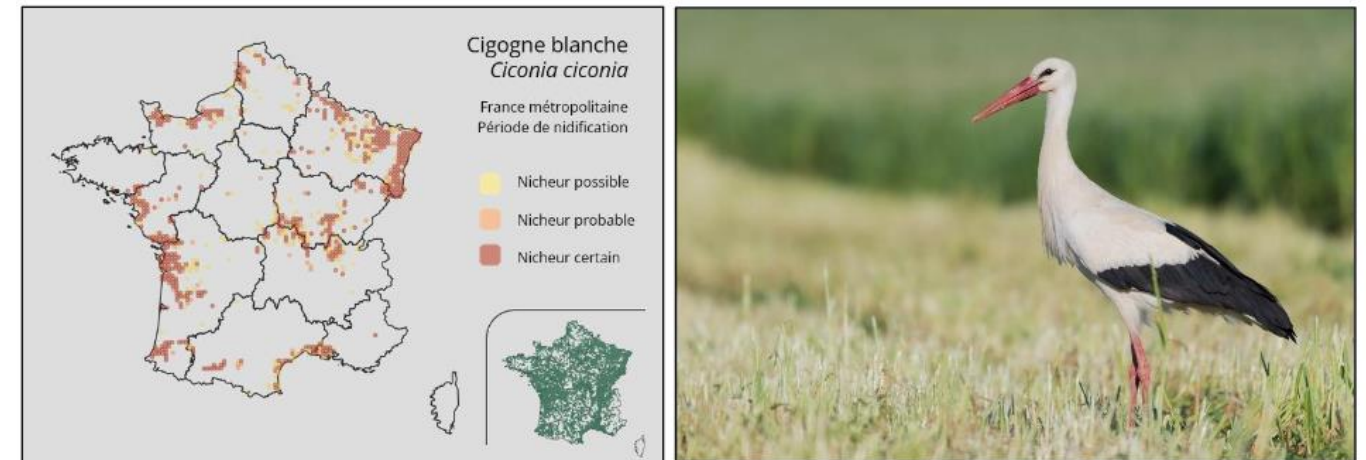 Cigogne blanche
Ciconia ciconia
France métropolitaine
Période de nidification
Nicheur possible
Nicheur probable
Nicheur certain